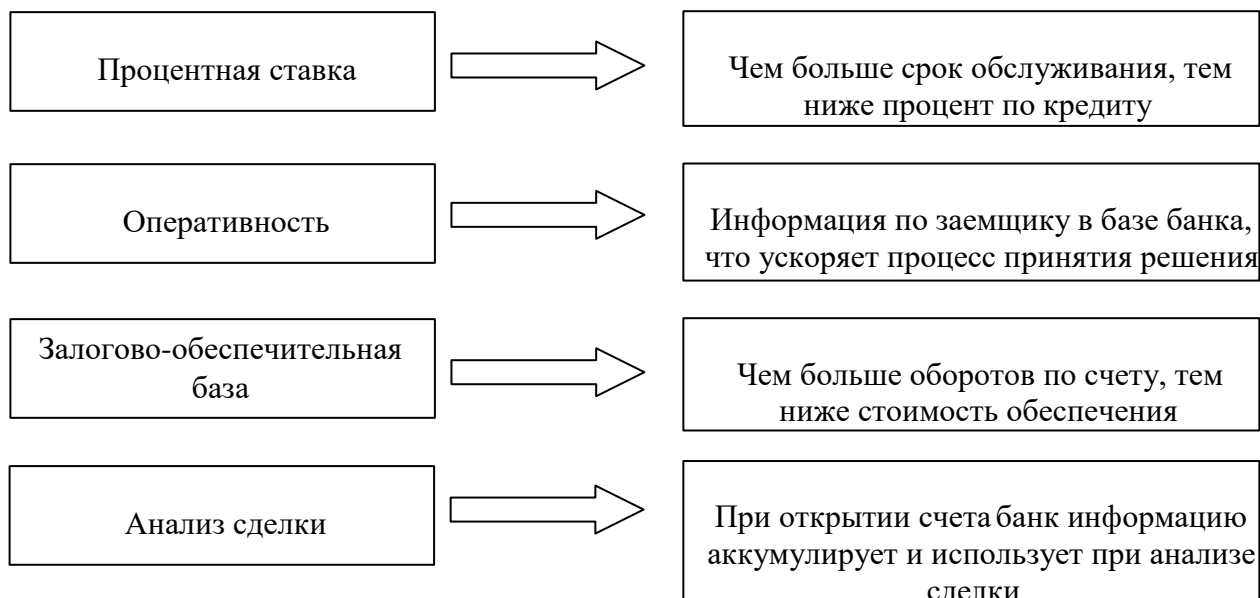 Процентная ставка
Чем больше срок обслуживания, тем
ниже процент по кредиту
Оперативность
Информация по заемщику в базе банка,
что ускоряет процесс принятия решения
Залогово-обеспечительная
база
Чем больше оборотов по счету, тем
ниже стоимость обеспечения
Анализ сделки
При открытии счета банк информацию
аккумулирует и использует при анализе
сделки